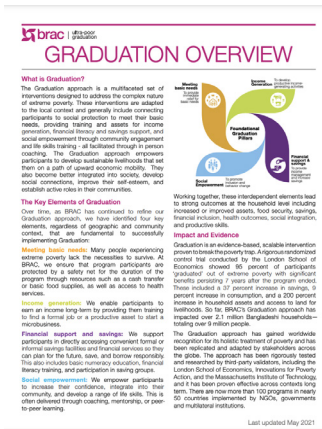 brac
ultra-poor
graduation
GRADUATION OVERVIEW
What is Graduation?
The Graduation approach is a multifaceted set of
interventions designed to address the complex nature
of extreme poverty. These interventions are adapted
to the local context and generally include connecting
participants to social protection to meet their basic
needs, providing training and assets for income
generation, financial literacy and savings support, and
social empowerment through community engagement
and life skills training - all facilitated through in-person
coaching. The Graduation approach empowers
participants to develop sustainable livelihoods that set
them on a path of upward economic mobility. They
also become better integrated into society, develop
social connections, improve their self-esteem, and
establish active roles in their communities.
The Key Elements of Graduation
Over time, as BRAC has continued to refine our
Graduation approach, we have identified four key
elements, regardless of geographic and community
context, that are fundamental to successfully
implementing Graduation:
Meeting basic needs: Many people experiencing
extreme poverty lack the necessities to survive. At
BRAC, we ensure that program participants are
protected by a safety net for the duration of the
program through resources such as a cash transfer
or basic food supplies, as well as access to health
services.
Income generation: We enable participants to
earn an income long-term by providing them training
to find a formal job or a productive asset to start a
microbusiness.
Financial support and savings: We support
participants in directly accessing convenient formal or
informal savings facilities and financial services so they
can plan for the future, save, and borrow responsibly.
This also includes basic numeracy education, financial
literacy training, and participation in saving groups.
Social empowerment: We empower participants
to increase their confidence, integrate into their
community, and develop a range of life skills. This is
often delivered through coaching, mentorship, or peer-
to-peer learning.
Meeting
basic needs
To provide
immediate
relief for
basic needs
Income
Generation
To develop
productive income-
generating activities
Foundational
Graduation
Pillars
Financial
support &
savings
To promote
Social
Empowerment
To promote
inclusion and
behavior change
Working together, these interdependent elements lead
to strong outcomes at the household level including
increased or improved assets, food security, savings,
financial inclusion, health outcomes, social integration,
and productive skills.
Impact and Evidence
Graduation is an evidence-based, scalable intervention
proven to break the poverty trap. A rigorous randomized
control trial conducted by the London School of
Economics showed 95 percent of participants
'graduated' out of extreme poverty with significant
benefits persisting 7 years after the program ended.
These included a 37 percent increase in savings, 9
percent increase in consumption, and a 200 percent
increase in household assets and access to land for
livelihoods. So far, BRAC's Graduation approach has
impacted over 2.1 million Bangladeshi households—
totaling over 9 million people.
The Graduation approach has gained worldwide
recognition for its holistic treatment of poverty and has
been replicated and adapted by stakeholders across
the globe. The approach has been rigorously tested
and researched by third-party validators, including the
London School of Economics, Innovations for Poverty
Action, and the Massachusetts Institute of Technology,
and it has been proven effective across contexts long
term. There are now more than 100 programs in nearly
50 countries implemented by NGOs, governments
and multilateral institutions.
Last updated May 2021